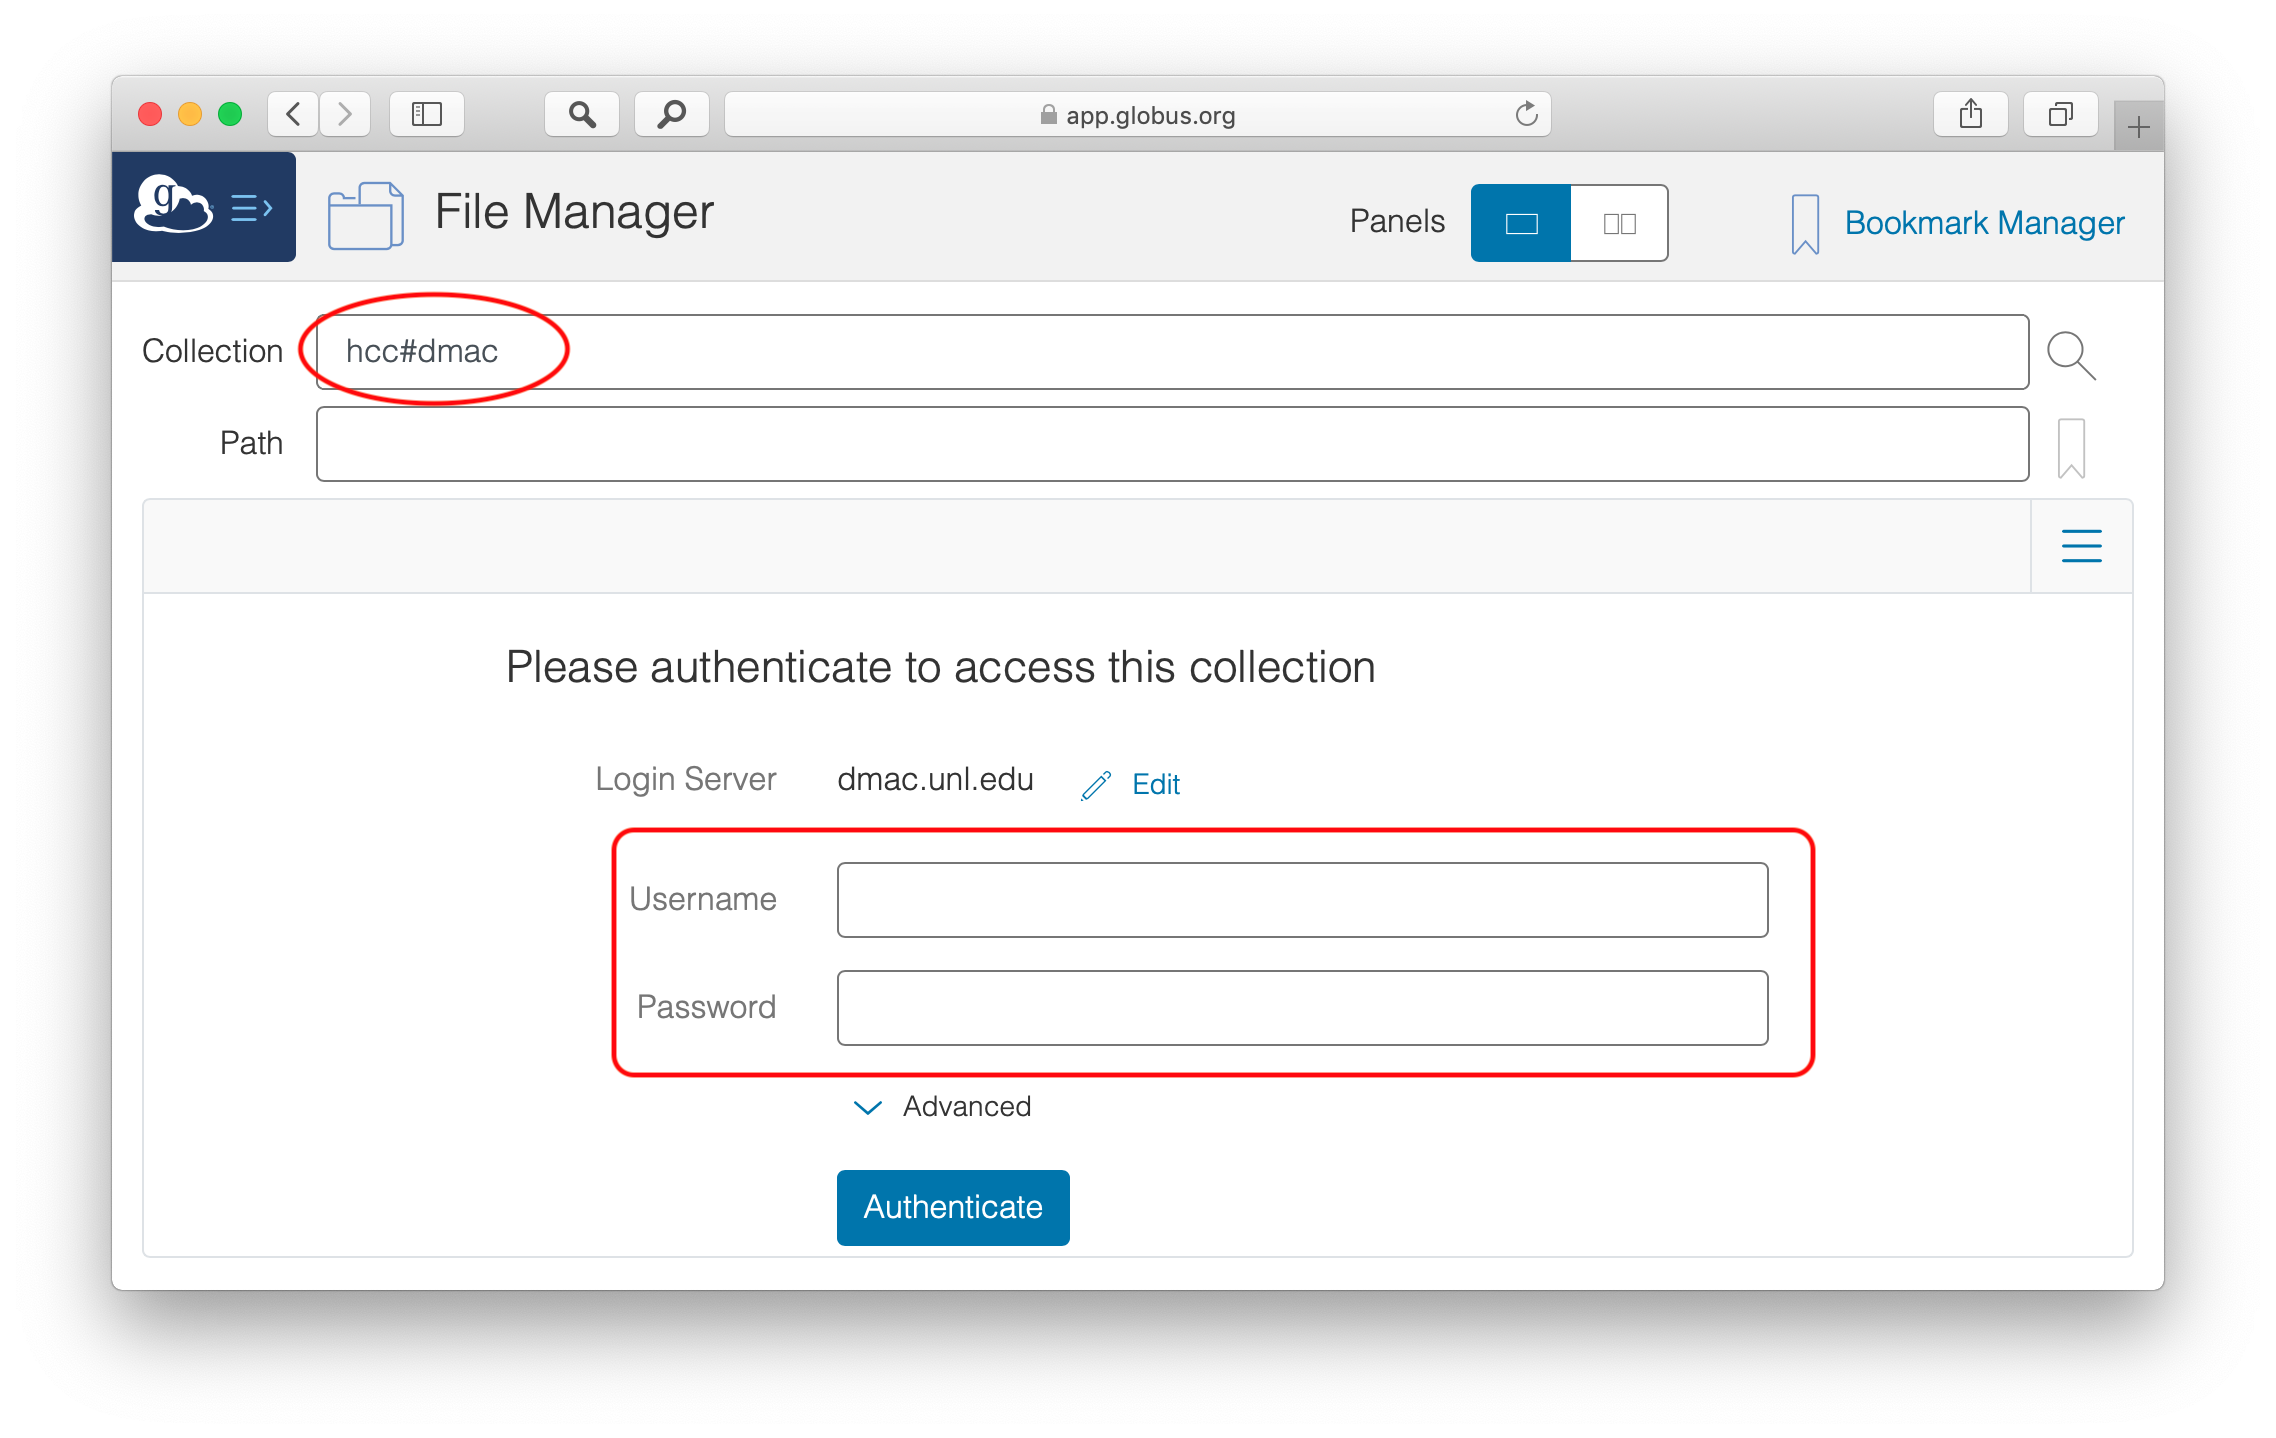 app.globus.org
g
File Manager
Panels
Bookmark Manager
Collection
hcc#dmac
Path
Please authenticate to access this collection
Login Server
dmac.unl.edu
Edit
Username
Password
Advanced
Authenticate